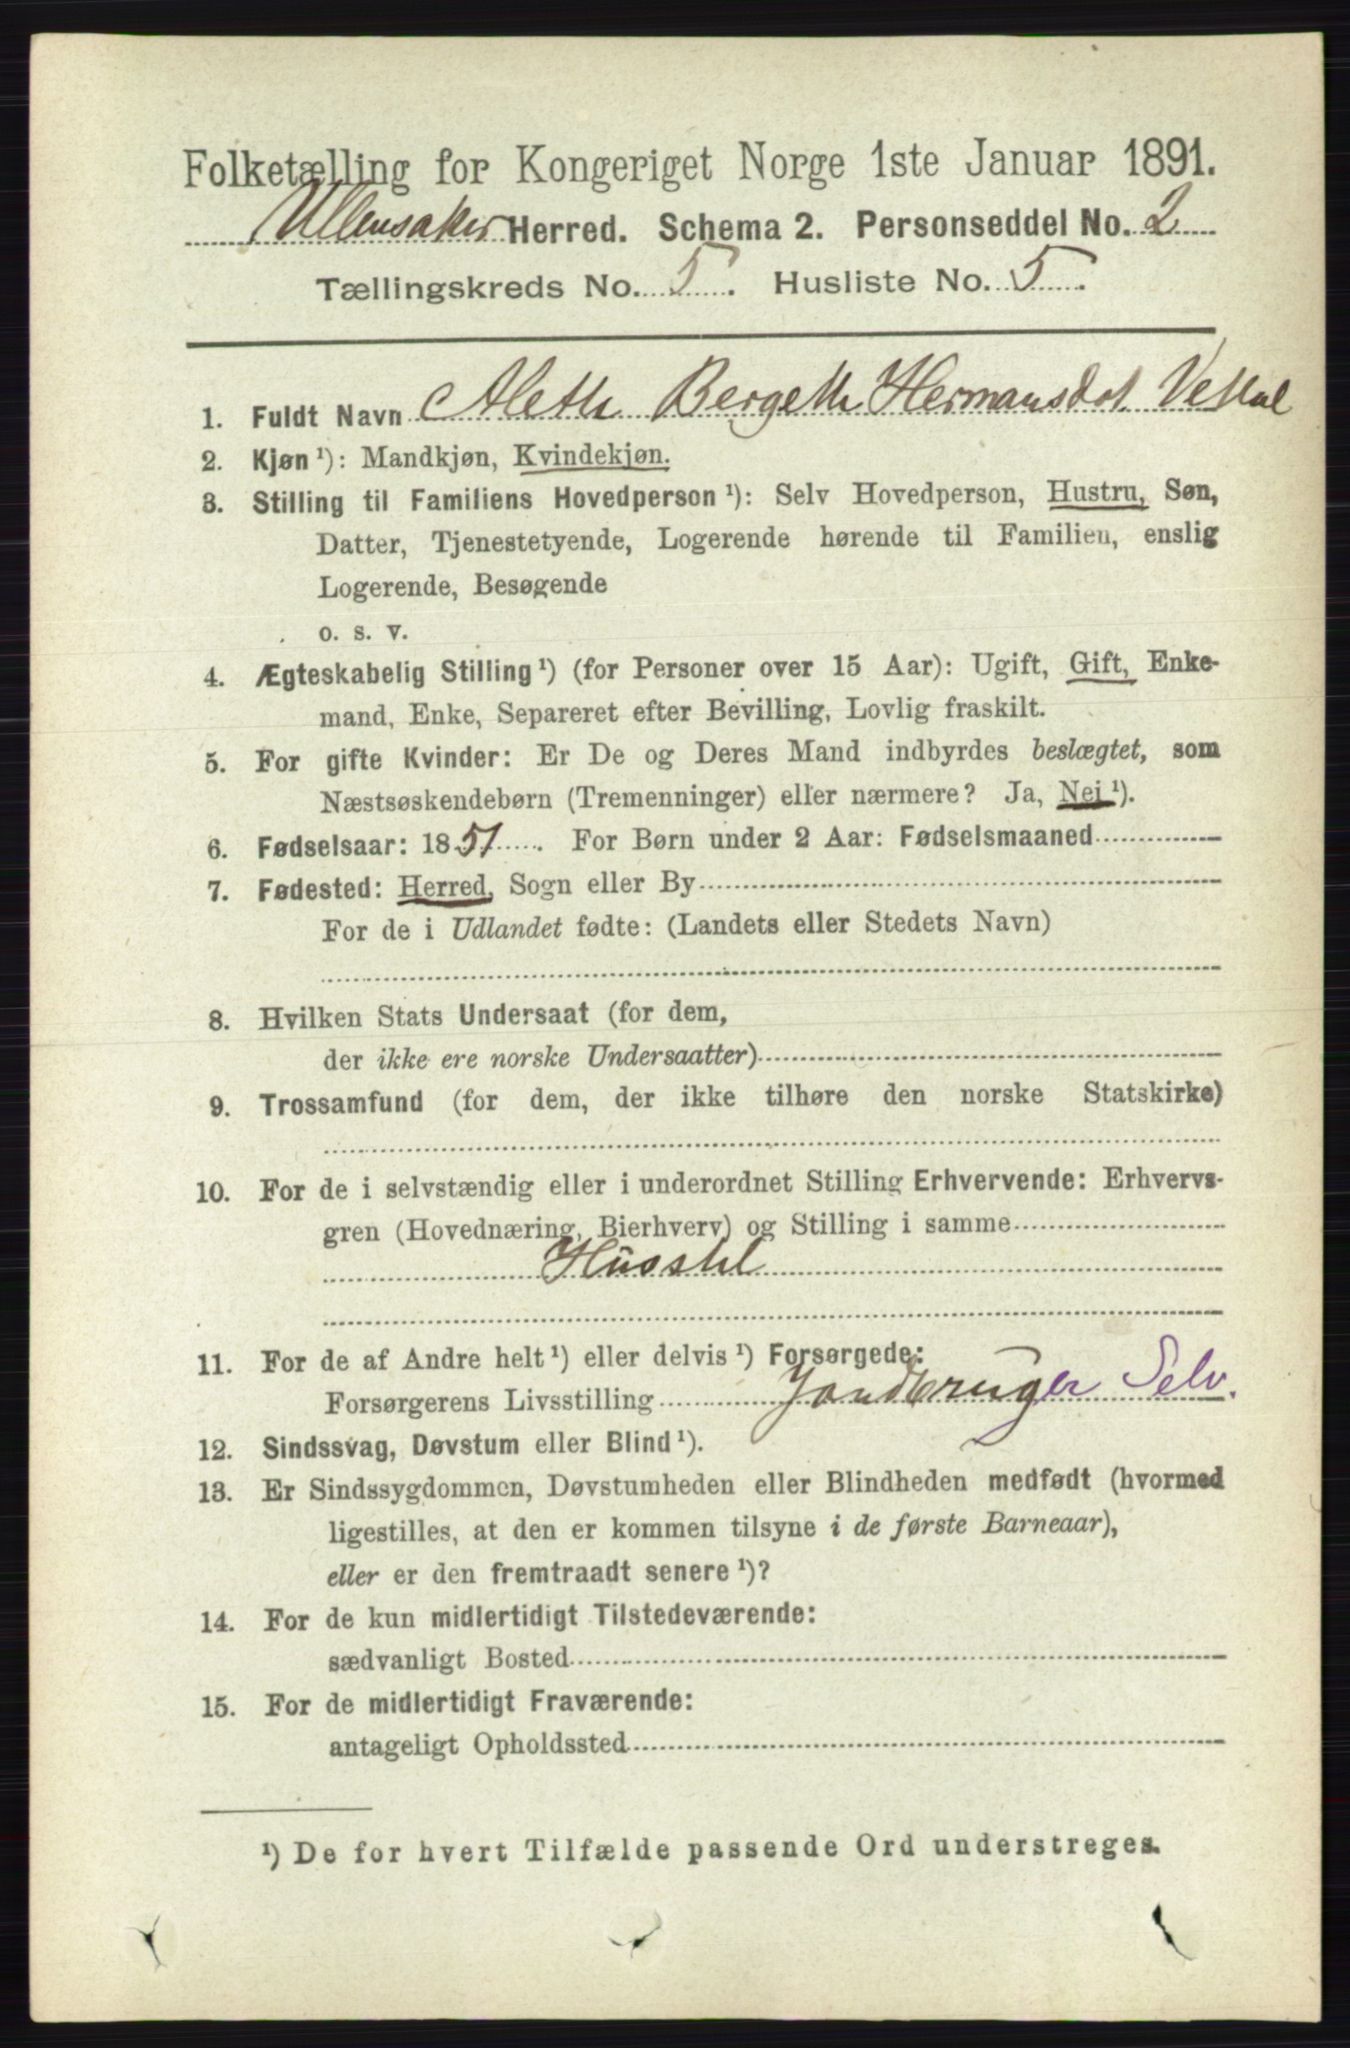 Folketælling for Kongeriget Norge 1ste Januar 1891.
Ullensaker Herred. Schema 2. Personseddel No. 2
Tællingskreds No. 5. Husliste No. 5.
1. Fuldt Navn Aleth Bergeth Hermansdot.
2. Kjøn ¹): Mandkjøn, Kvindekjøn.
3. Stilling til Familiens Hovedperson ¹): Selv Hovedperson, Hustru, Søn,
Datter, Tjenestetyende, Logerende hørende til Familien, enslig
Logerende, Besøgende
o. s. v.
4. Ægteskabelig Stilling ¹) (for Personer over 15 Aar): Ugift, Gift, Enke-
mand, Enke, Separeret efter Bevilling, Lovlig fraskilt.
5. For gifte Kvinder: Er De og Deres Mand indbyrdes beslægtet, som
Næstsøskendebørn (Tremenninger) eller nærmere? Ja, Nei ¹).
6. Fødselsaar: 1851. For Børn under 2 Aar: Fødselsmaaned
7. Fødested: Herred, Sogn eller By
For de i Udlandet fødte: (Landets eller Stedets Navn)
8. Hvilken Stats Undersaat (for dem,
der ikke ere norske Undersaatter)
9. Trossamfund (for dem, der ikke tilhøre den norske Statskirke)
10. For de i selvstændig eller i underordnet Stilling Erhvervende: Erhvervs-
gren (Hovednæring, Bierhverv) og Stilling i samme
Husstel
11. For de af Andre helt ¹) eller delvis ¹) Forsørgede:
Forsørgerens Livsstilling Jordbruger Selv.
12. Sindssvag, Døvstum eller Blind ¹).
13. Er Sindssygdommen, Døvstumheden eller Blindheden medfødt (hvormed
ligestilles, at den er kommen tilsyne i de første Barneaar),
eller er den fremtraadt senere ¹)?
14. For de kun midlertidigt Tilstedeværende:
sædvanligt Bosted
15. For de midlertidigt Fraværende:
antageligt Opholdssted
¹) De for hvert Tilfælde passende Ord understreges.